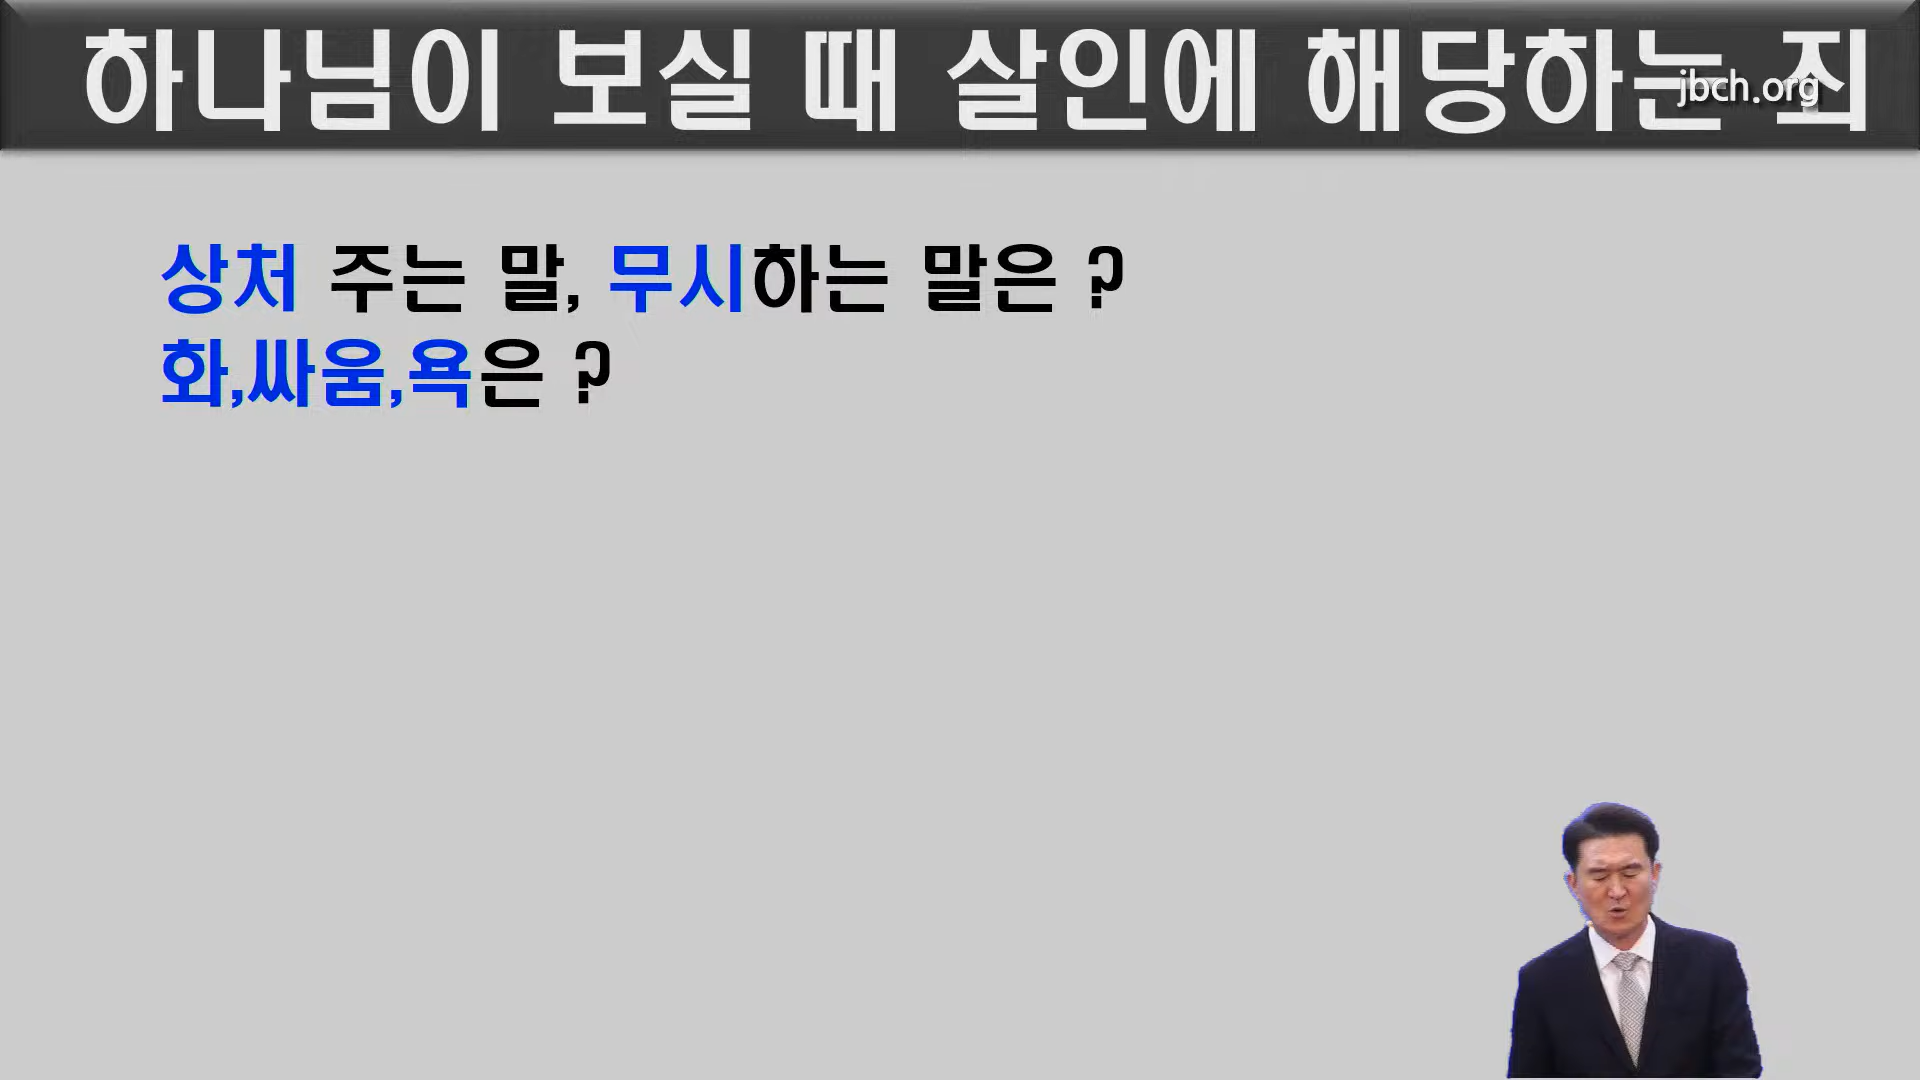 하나님이 보실 때 살인에 해당하는 죄
jbch.org
상처 주는 말, 무시하는 말은 ?
화,싸움,욕은 ?